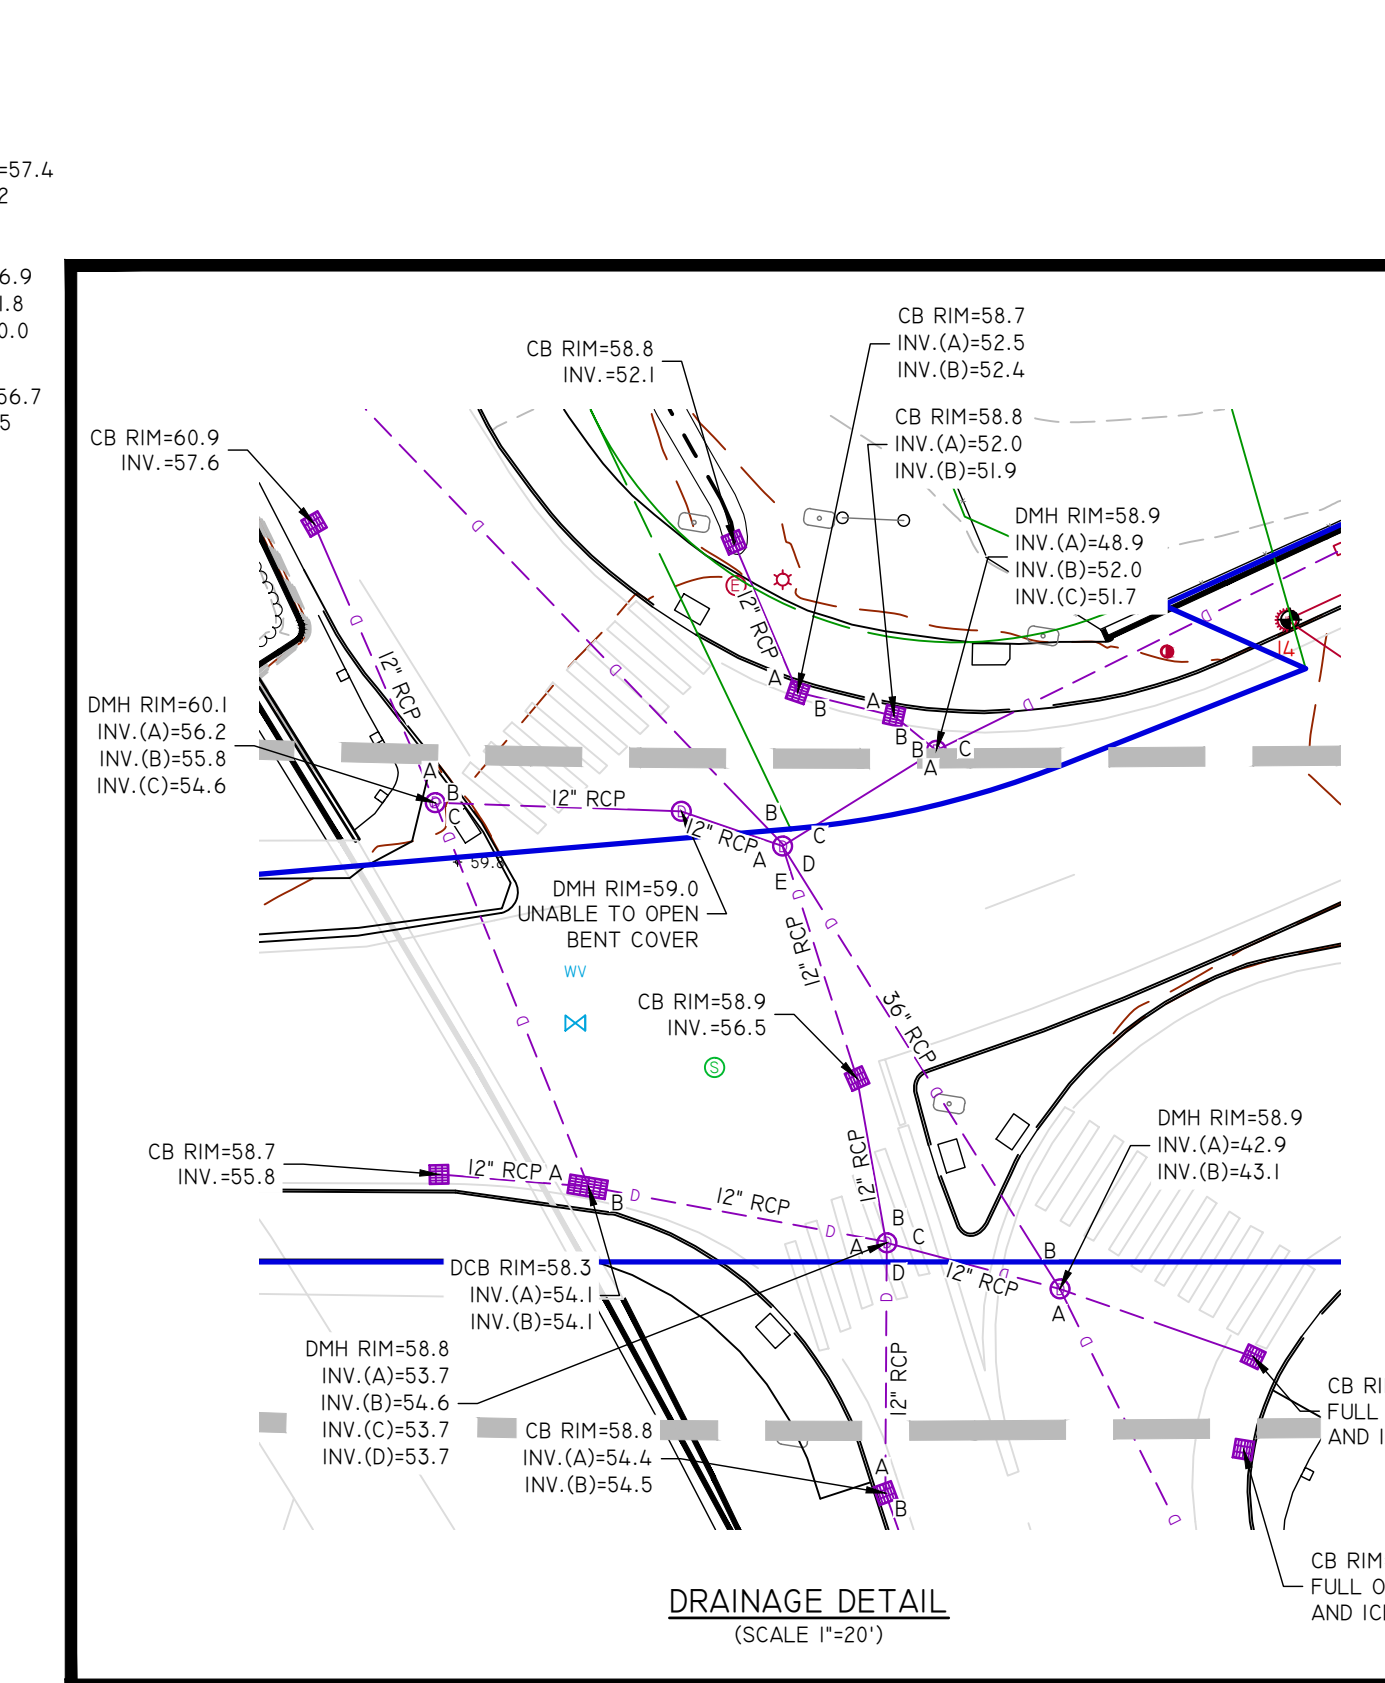 =57.4
2
6.9
1.8
0.0
56.7
5
CB RIM=58.7
INV.(A)=52.5
INV.(B)=52.4
CB RIM=58.8
INV.=52.1
CB RIM=58.8
INV.(A)=52.0
INV.(B)=51.9
CB RIM=60.9
INV.=57.6
DMH RIM=58.9
INV.(A)=48.9
INV.(B)=52.0
INV.(C)=51.7
E
12" RCP
D
14
D
D
12" RCP
A
B
A
B
D
DMH RIM=60.1
INV.(A)=56.2
INV.(B)=55.8
INV.(C)=54.6
B
C
A
A
B
C
D
D
12" RCP
D
12" RCP
B
C
A
D
E
D
D
59.8
DMH RIM=59.0
UNABLE TO OPEN
BENT COVER
D
D
12" RCP
WV
CB RIM=58.9
INV.=56.5
36" RCP
D
S
D
DMH RIM=58.9
INV.(A)=42.9
INV.(B)=43.1
12" RCP
CB RIM=58.7
INV.=55.8
12" RCP
A
B
D
12" RCP
D
B
C
A
D
D
12" RCP
D
B
A
D
D
DCB RIM=58.3
INV.(A)=54.1
INV.(B)=54.1
DMH RIM=58.8
INV.(A)=53.7
INV.(B)=54.6
INV.(C)=53.7
INV.(D)=53.7
D
12" RCP
CB RI
FULL
AND I
CB RIM=58.8
INV.(A)=54.4
INV.(B)=54.5
A
B
D
CB RIM
FULL O
AND IC
DRAINAGE DETAIL
(SCALE 1"=20')